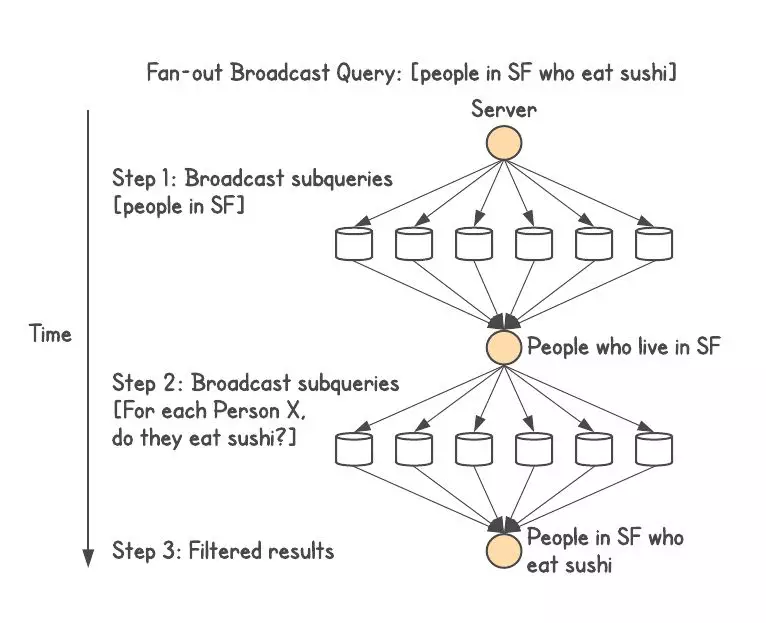 Fan-out Broadcast Query: [people in SF who eat sushi]
Server
Step 1: Broadcast subqueries
[people in SF]
Time
People who live in SF
Step 2: Broadcast subqueries
[For each Person X,
do they eat sushi?]
People in SF who
eat sushi
Step 3: Filtered results